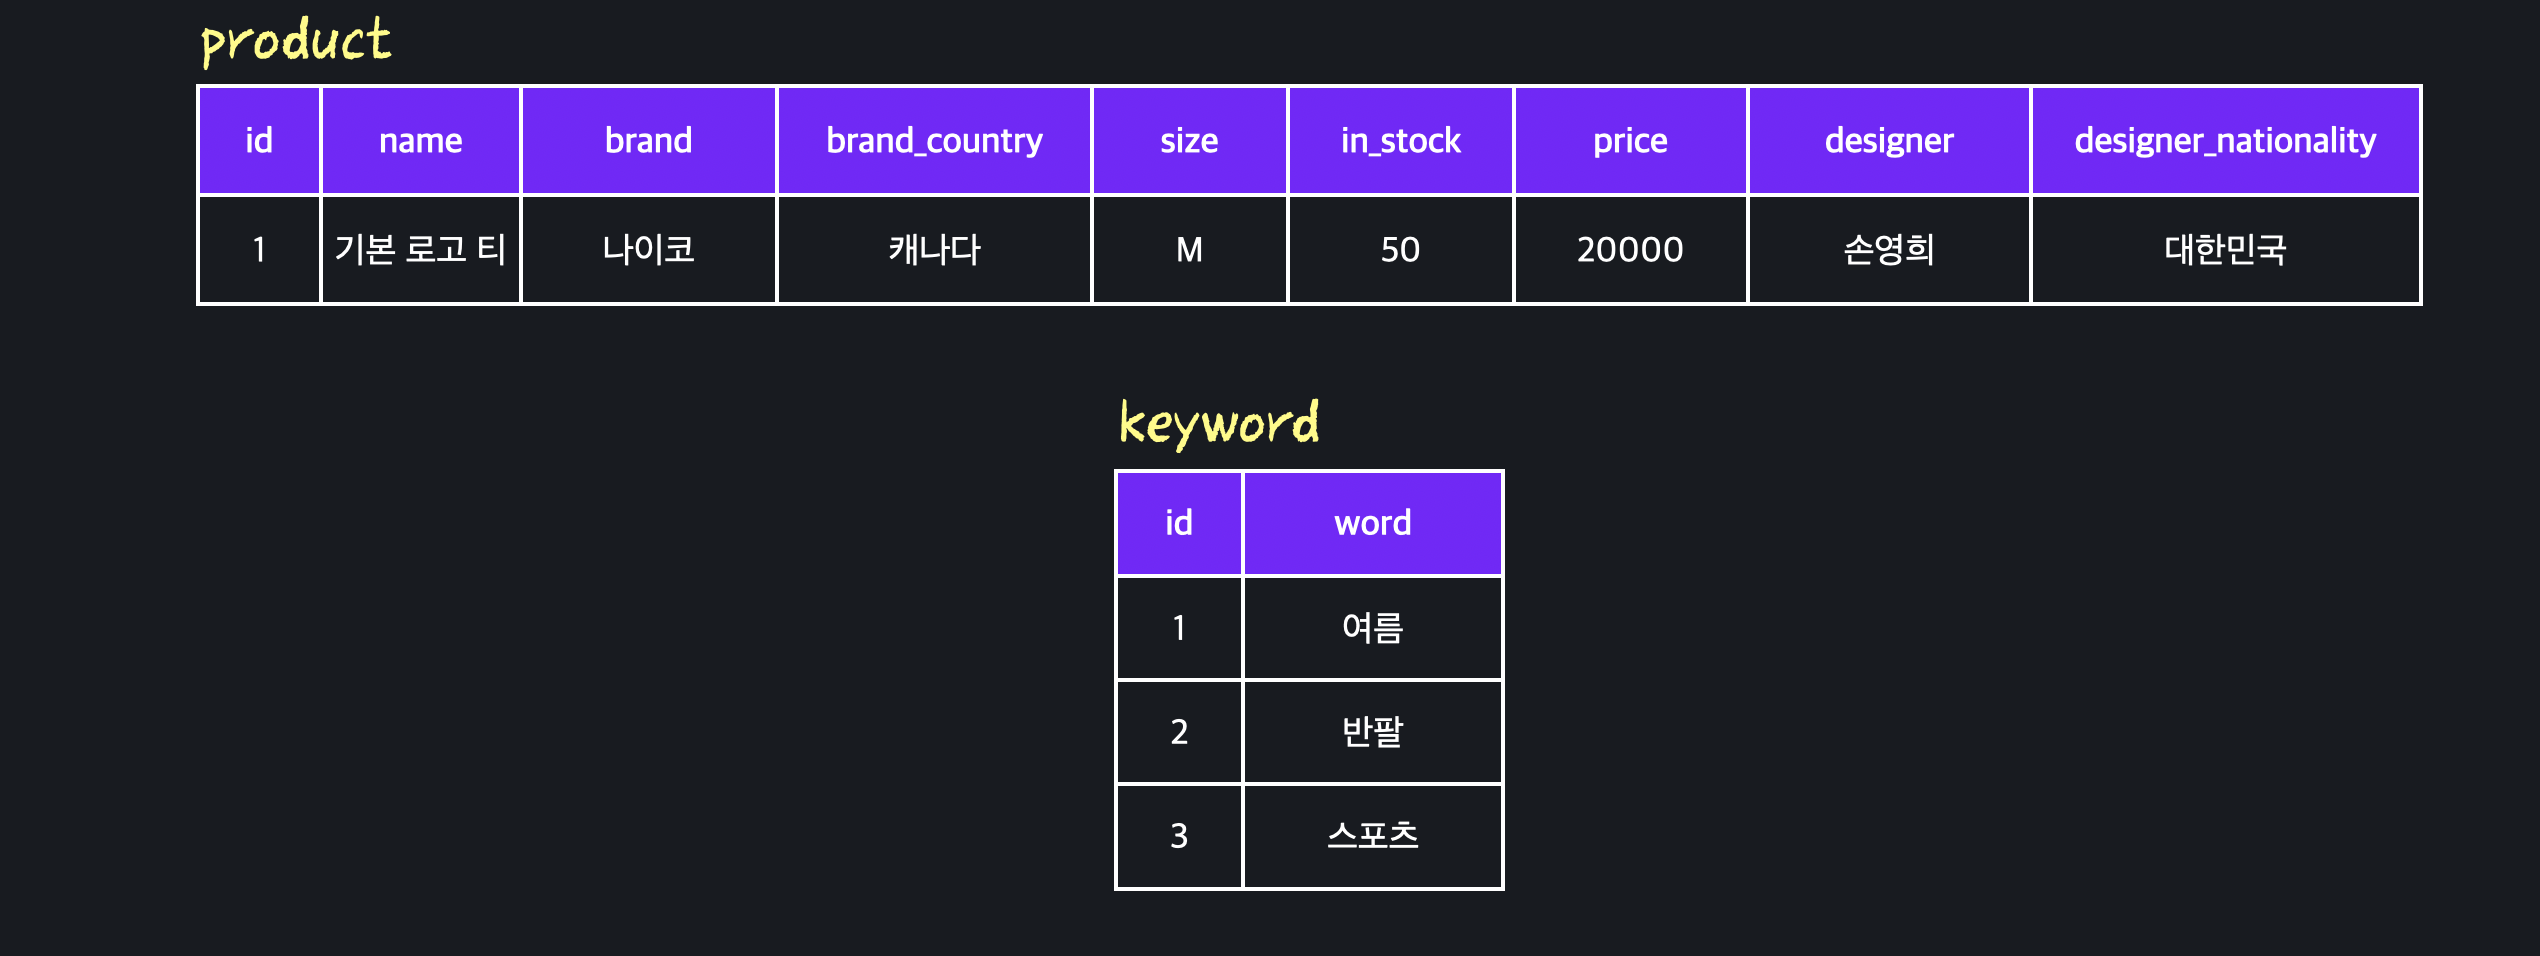 product
id name brand brand_country size in_stock price designer designer_nationality
1 기본 로고 티 나이코 캐나다 M 50 20000 손영희 대한민국
keyword
id word
1 여름
2 반팔
3 스포츠